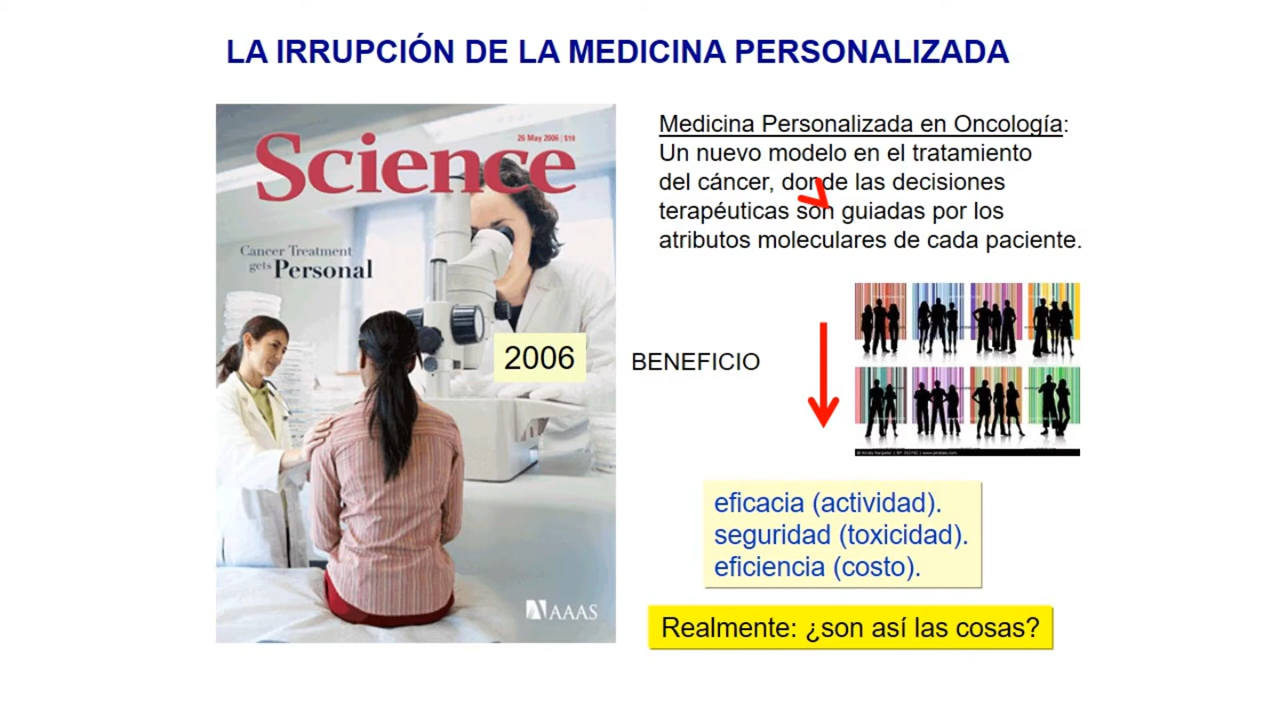 LA IRRUPCIÓN DE LA MEDICINA PERSONALIZADA
26 May 2006 | $10
Science
Cancer Treatment
gets Personal
2006
AAAS
Medicina Personalizada en Oncología:
Un nuevo modelo en el tratamiento
del cáncer, donde las decisiones
terapéuticas son guiadas por los
atributos moleculares de cada paciente.
BENEFICIO
eficacia (actividad).
seguridad (toxicidad).
eficiencia (costo).
Realmente: ¿son así las cosas?